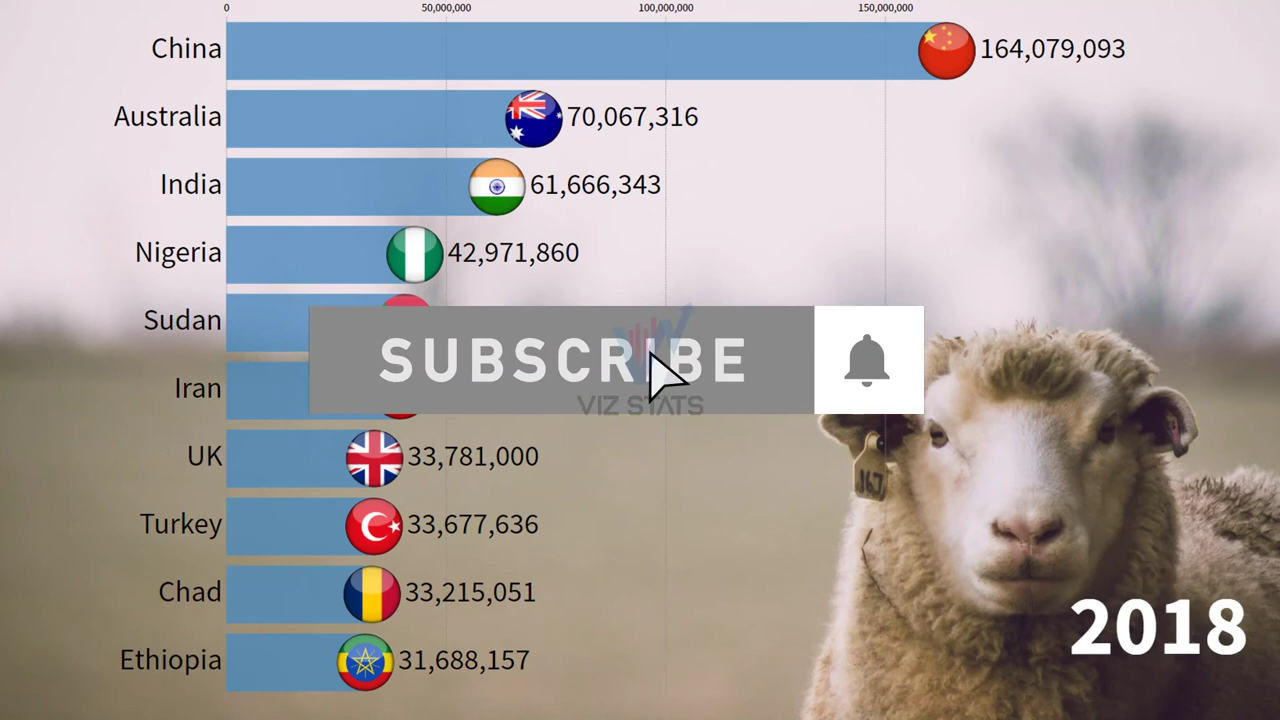 0 50,000,000 100,000,000 150,000,000
China 164,079,093
Australia 70,067,316
India 61,666,343
Nigeria 42,971,860
Sudan
SUBSCRIBE
Iran
VIZ STATS
UK 33,781,000
Turkey 33,677,636
Chad 33,215,051
Ethiopia 31,688,157
167
2018